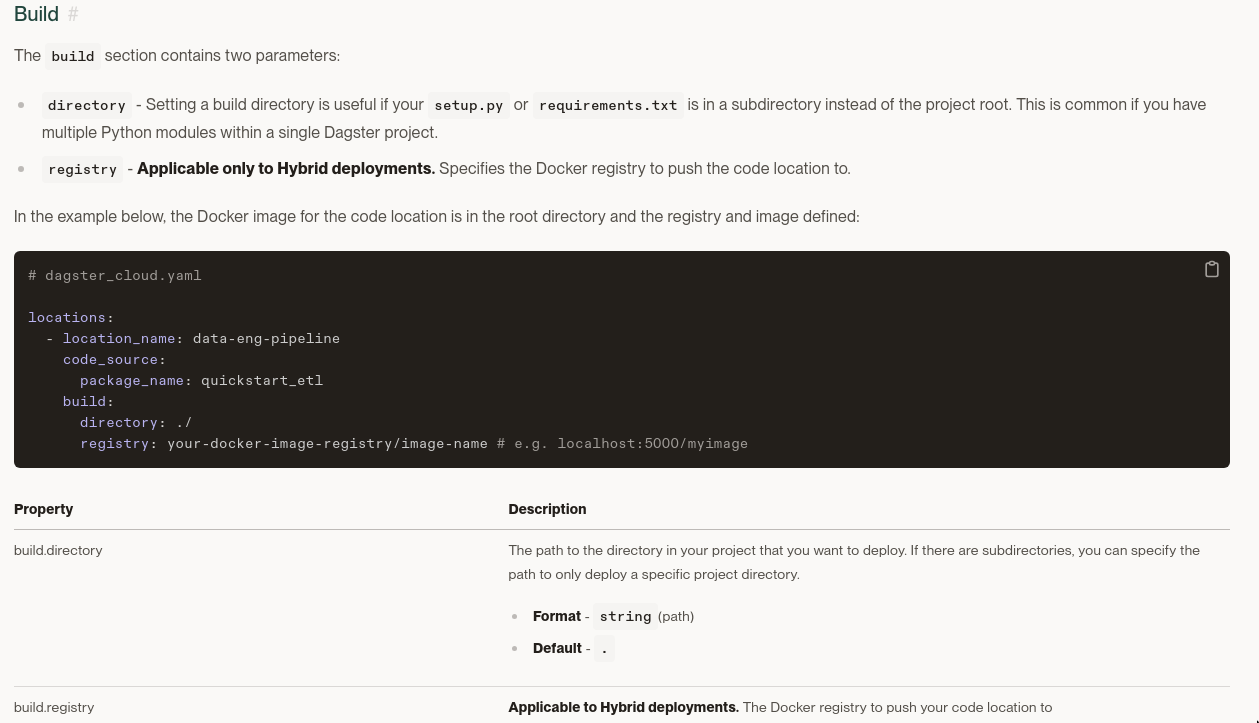 Build #
The build section contains two parameters:
directory - Setting a build directory is useful if your setup.py or requirements.txt is in a subdirectory instead of the project root. This is common if you have
multiple Python modules within a single Dagster project.
registry - Applicable only to Hybrid deployments. Specifies the Docker registry to push the code location to.
In the example below, the Docker image for the code location is in the root directory and the registry and image defined:
# dagster_cloud.yaml
locations:
  - location_name: data-eng-pipeline
    code_source:
      package_name: quickstart_etl
    build:
      directory: ./
      registry: your-docker-image-registry/image-name # e.g. localhost:5000/myimage
Property Description
build.directory The path to the directory in your project that you want to deploy. If there are subdirectories, you can specify the
path to only deploy a specific project directory.
Format - string (path)
Default - .
build.registry Applicable to Hybrid deployments. The Docker registry to push your code location to